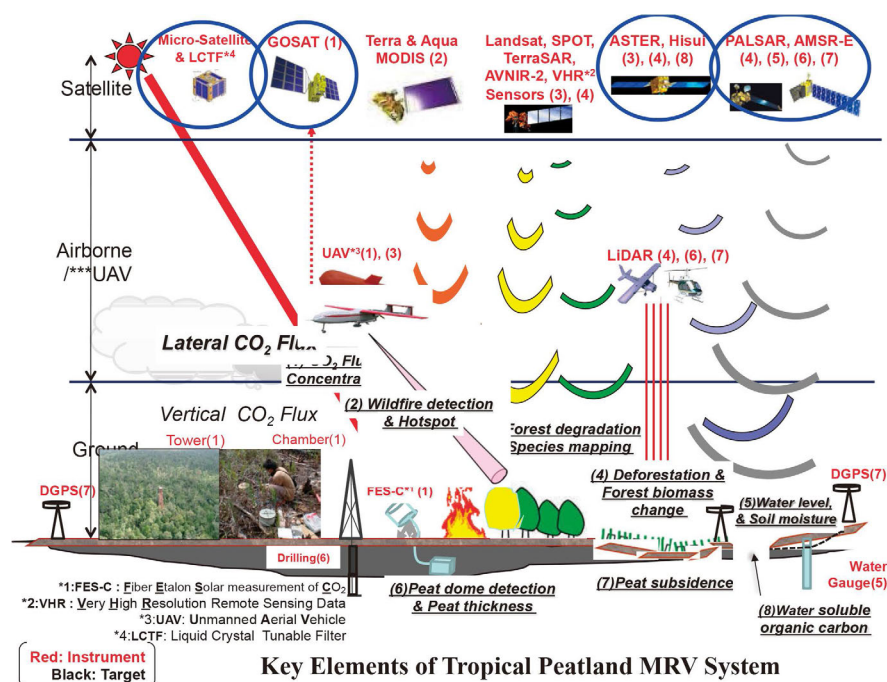 Micro-Satellite
& LCTF*4
GOSAT (1)
Terra & Aqua
MODIS (2)
Landsat, SPOT,
TerraSAR,
AVNIR-2, VHR*2
Sensors (3), (4)
ASTER, Hisui
(3), (4), (8)
PALSAR, AMSR-E
(4), (5), (6), (7)
Satellite
Airborne
/***UAV
UAV*3(1), (3)
LiDAR (4), (6), (7)
Lateral CO2 Flux
Concentra
(2) Wildfire detection
& Hotspot
Forest degradation
Species mapping
Vertical CO2 Flux
Ground
Tower(1)
Chamber(1)
(4) Deforestation &
Forest biomass
change
DGPS(7)
FES-C*1 (1)
DGPS(7)
(5)Water level,
& Soil moisture
Drilling(6)
(6)Peat dome detection
& Peat thickness
(7)Peat subsidence
Water
Gauge(5)
(8)Water soluble
organic carbon
*1:FES-C : Fiber Etalon Solar measurement of CO2
*2:VHR : Very High Resolution Remote Sensing Data
*3:UAV: Unmanned Aerial Vehicle
*4:LCTF: Liquid Crystal Tunable Filter
Red: Instrument
Black: Target
Key Elements of Tropical Peatland MRV System